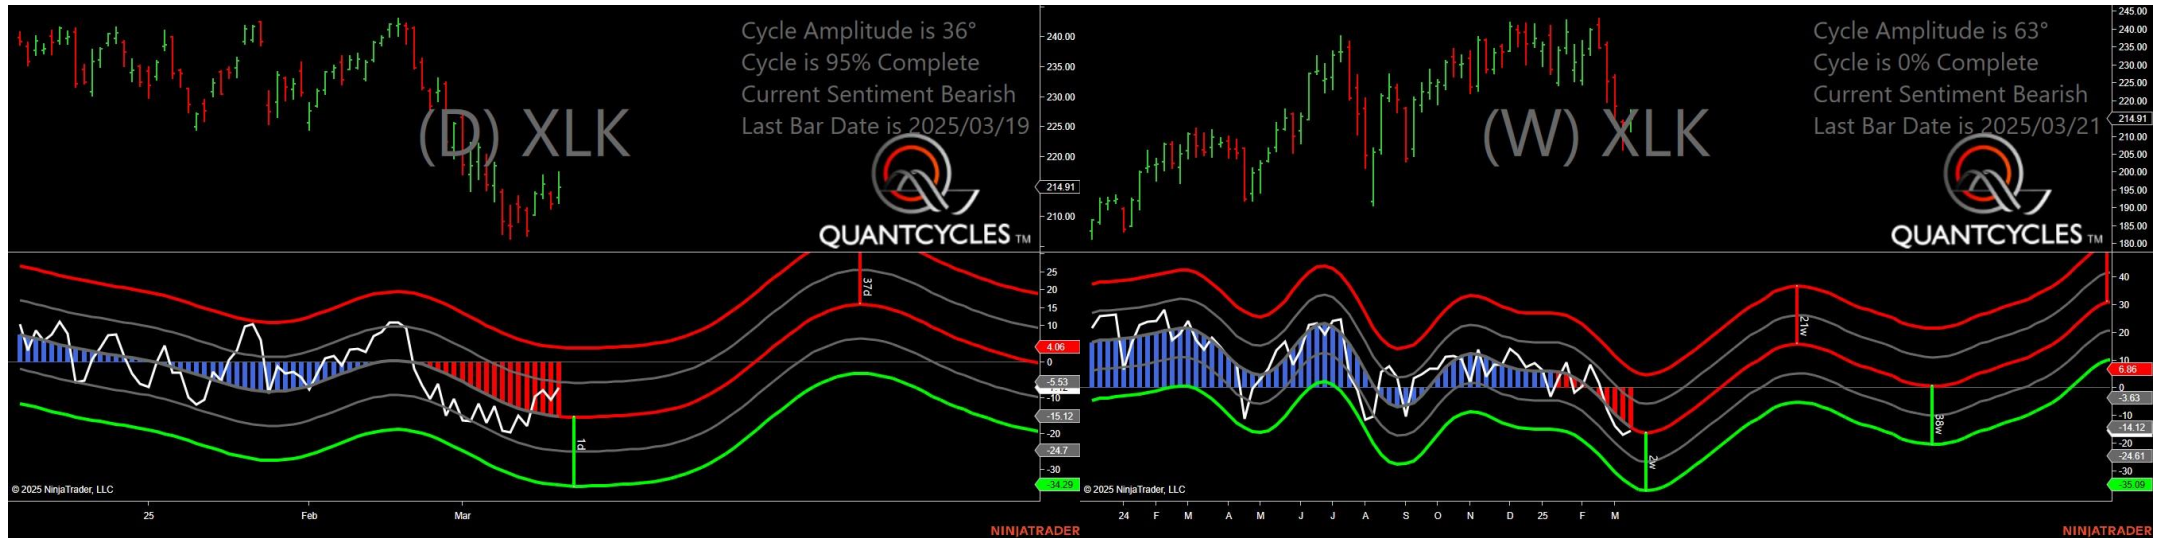 Cycle Amplitude is 36°
Cycle is 95% Complete
Current Sentiment Bearish
Last Bar Date is 2025/03/19
(D) XLK
QUANTCYCLES TM
240.00
235.00
230.00
225.00
220.00
214.91
210.00
37d
1d
25
20
15
10
4.06
0
-5.53
-10
-15.12
-20
-24.7
-30
-34.29
© 2025 NinjaTrader, LLC
25 Feb Mar
NINJATRADER
Cycle Amplitude is 63°
Cycle is 0% Complete
Current Sentiment Bearish
Last Bar Date is 2025/03/21
(W) XLK
QUANTCYCLES TM
245.00
240.00
235.00
230.00
225.00
220.00
214.91
210.00
205.00
200.00
195.00
190.00
185.00
180.00
21w
38w
2w
40
30
20
10
6.86
0
-3.63
-10
-14.12
-20
-24.61
-30
-35.09
© 2025 NinjaTrader, LLC
24 F M A M J J A S O N D 25 F M
NINJATRADER